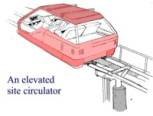 An elevated
site circulator